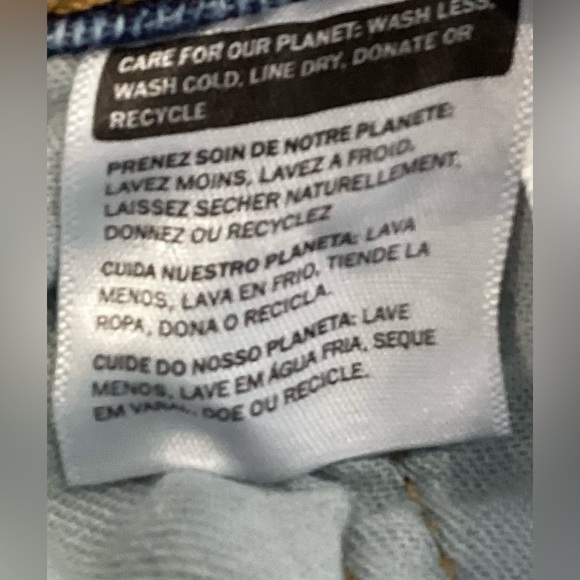 CARE FOR OUR PLANET: WASH LESS,
WASH COLD, LINE DRY, DONATE OR
RECYCLE
PRENEZ SOIN DE NOTRE PLANETE:
LAVEZ MOINS, LAVEZ A FROID,
LAISSEZ SECHER NATURELLEMENT,
DONNEZ OU RECYCLEZ
CUIDA NUESTRO PLANETA: LAVA
MENOS, LAVA EN FRIO, TIENDE LA
ROPA, DONA O RECICLA.
CUIDE DO NOSSO PLANETA: LAVE
MENOS, LAVE EM ÁGUA FRIA, SEQUE
EM VARAL, DOE OU RECICLE.